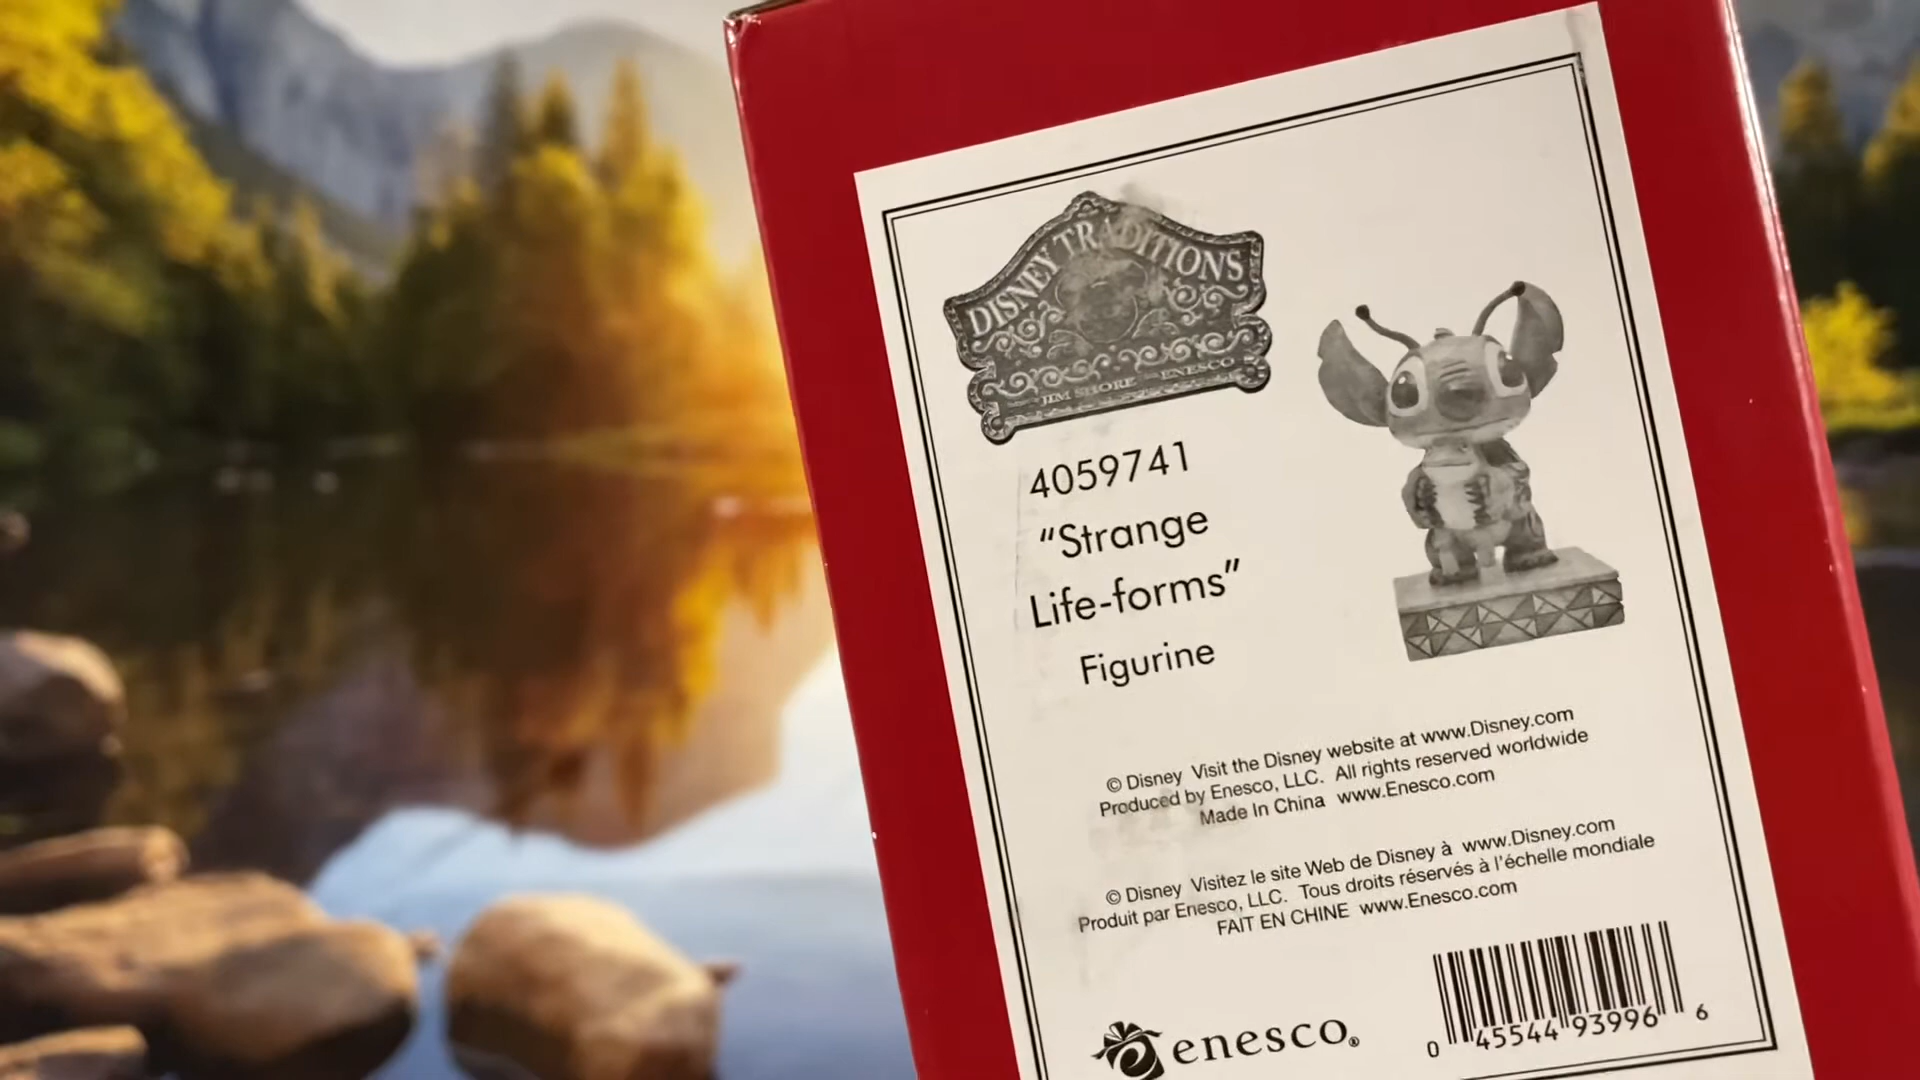 DISNEY TRADITIONS
JIM SHORE ENESCO
4059741
“Strange
Life-forms”
Figurine
© Disney Visit the Disney website at www.Disney.com
Produced by Enesco, LLC. All rights reserved worldwide
Made In China www.Enesco.com
© Disney Visitez le site Web de Disney à www.Disney.com
Produit par Enesco, LLC. Tous droits réservés à l'échelle mondiale
FAIT EN CHINE www.Enesco.com
enesco®
0 45544 93996 6